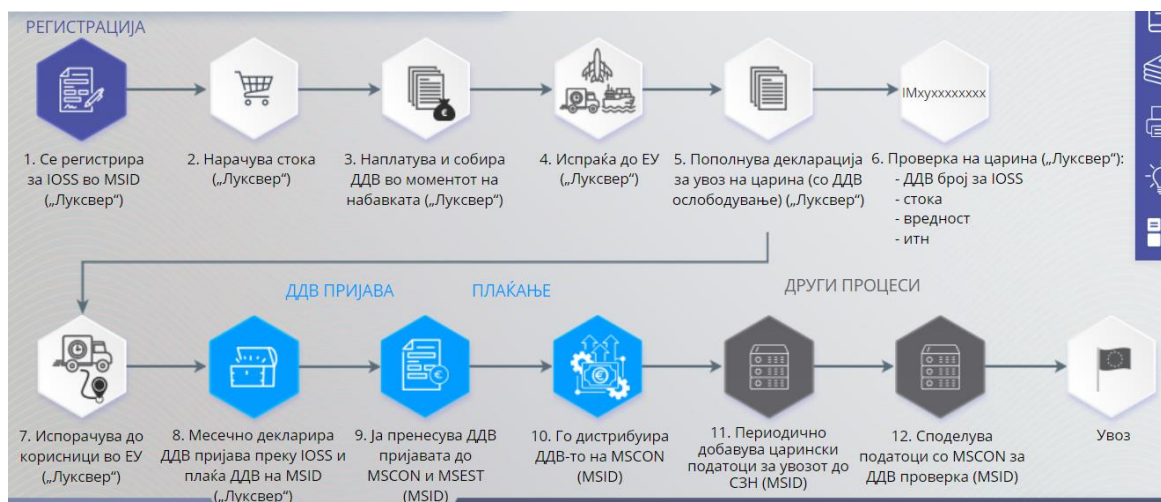 РЕГИСТРАЦИЈА
IMxyxxxxxxxx
1. Се регистрира
за IOSS во MSID
(„Луксвер“)
2. Нарачува стока
(„Луксвер“)
3. Наплатува и собира
ДДВ во моментот на
набавката („Луксвер“)
4. Испраќа до ЕУ
(„Луксвер“)
5. Пополнува декларација
за увоз на царина (со ДДВ
ослободување) („Луксвер“)
6. Проверка на царина („Луксвер“):
- ДДВ број за IOSS
- стока
- вредност
- итн
ДДВ ПРИЈАВА
ПЛАЌАЊЕ
ДРУГИ ПРОЦЕСИ
7. Испорачува до
корисници во ЕУ
(„Луксвер“)
8. Месечно декларира
ДДВ пријава преку IOSS и
плаќа ДДВ на MSID
(„Луксвер“)
9. Ја пренесува ДДВ
пријавата до
MSCON и MSEST
(MSID)
10. Го дистрибуира
ДДВ-то на MSCON
(MSID)
11. Периодично
добавува царински
податоци за увозот до
СЗН (MSID)
12. Споделува
податоци со MSCON за
ДДВ проверка (MSID)
Увоз